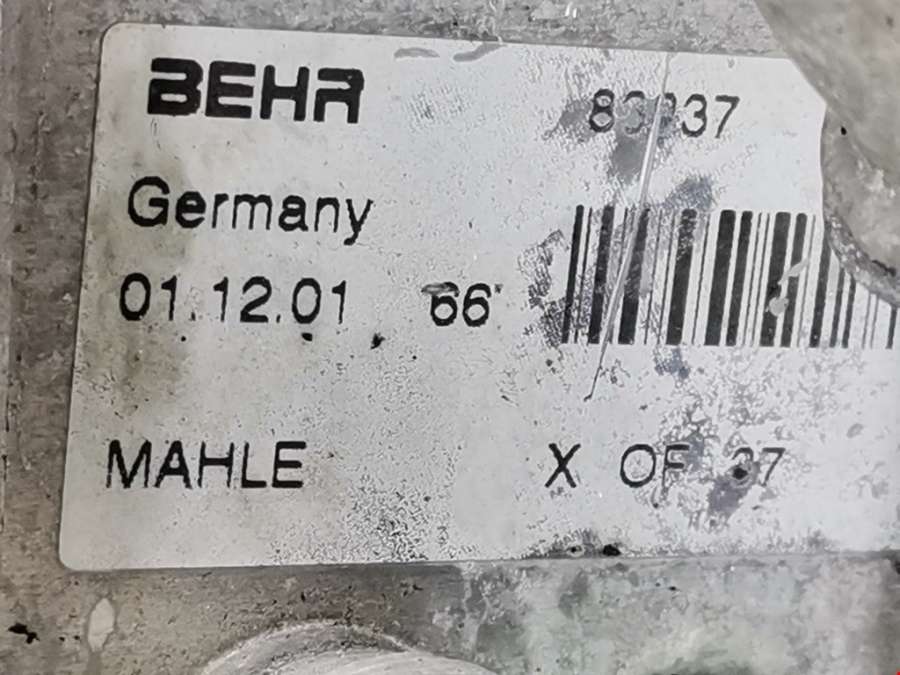 BEHR
Germany
01.12.01 66
MAHLE X OF